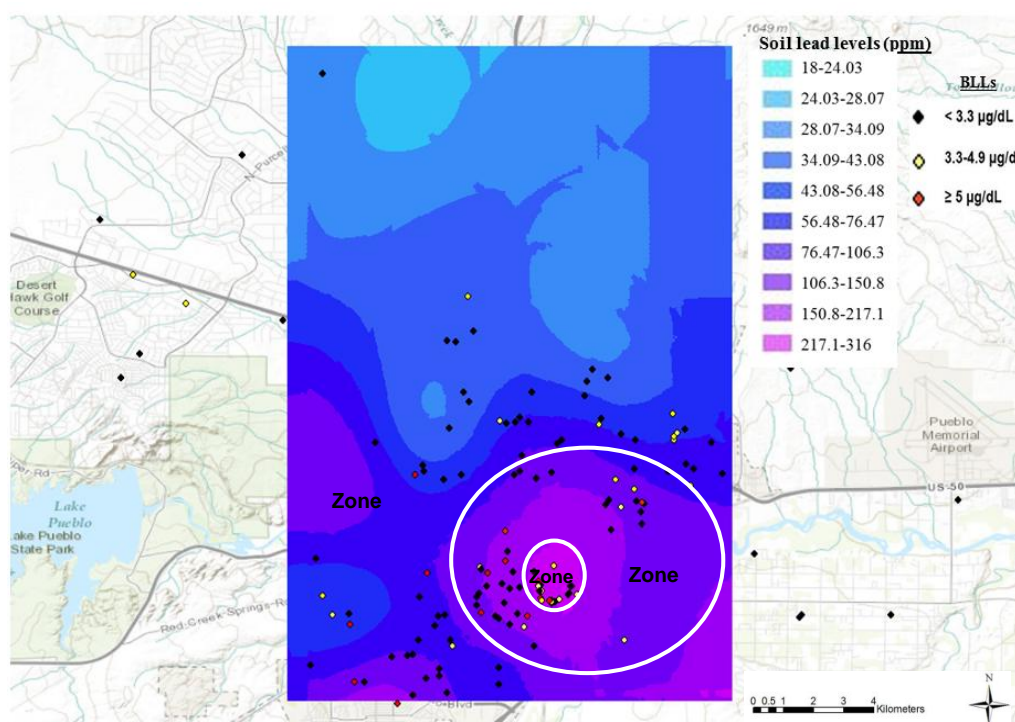 1649 m
Soil lead levels (ppm)
18-24.03
24.03-28.07
28.07-34.09
34.09-43.08
43.08-56.48
56.48-76.47
76.47-106.3
106.3-150.8
150.8-217.1
217.1-316
BLLs
< 3.3 µg/dL
3.3-4.9 µg/d
≥ 5 µg/dL
N-Purce
Desert
Hawk Golf
Course
Pueblo
Memorial
Airport
US-50
Lake
Pueblo
Lake Pueblo
State Park
Red-Creek-Springs-R
Zone
Zone
Zone
Blvd
0 0.5 1 2 3 4
Kilometers
N